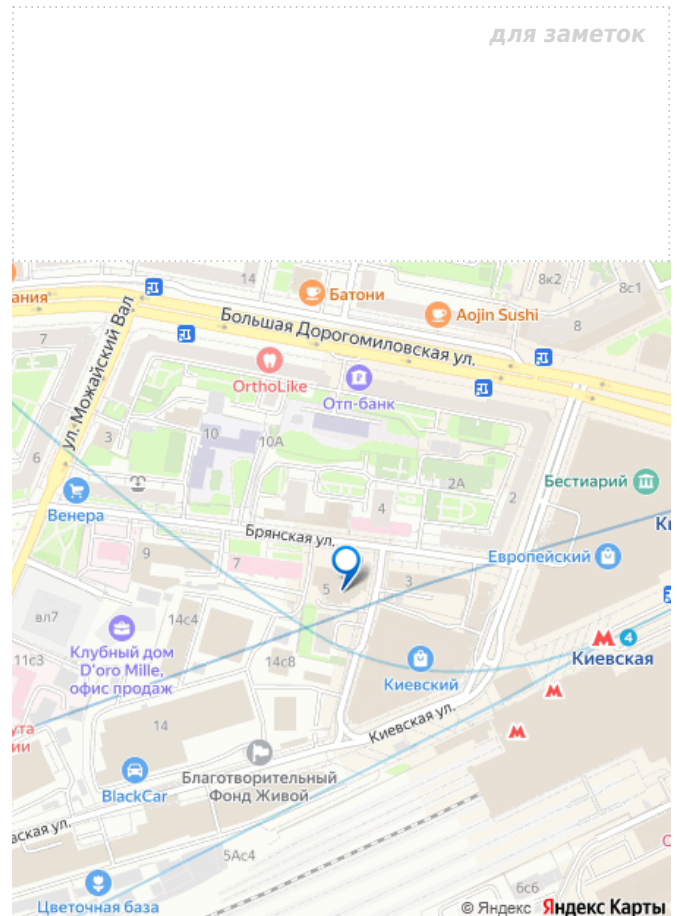 для заметок
14
8к2
8с1
Батони
ания
Aojin Sushi
8
Большая Дорогомиловская ул.
7
ул. Можайский Вал
OrthoLike
Отп-банк
3
10
10А
6
2А
Бестиарий
2
Венера
4
Брянская ул.
Европейский
9
7
5
3
вл7
14с4
4
Киевская
Клубный дом
D'oro Mille,
офис продаж
11с3
14с8
Киевский
14
Киевская ул.
Благотворительный
Фонд Живой
BlackCar
вская ул.
5Ас4
6с6
Цветочная база
© Яндекс Яндекс Карты